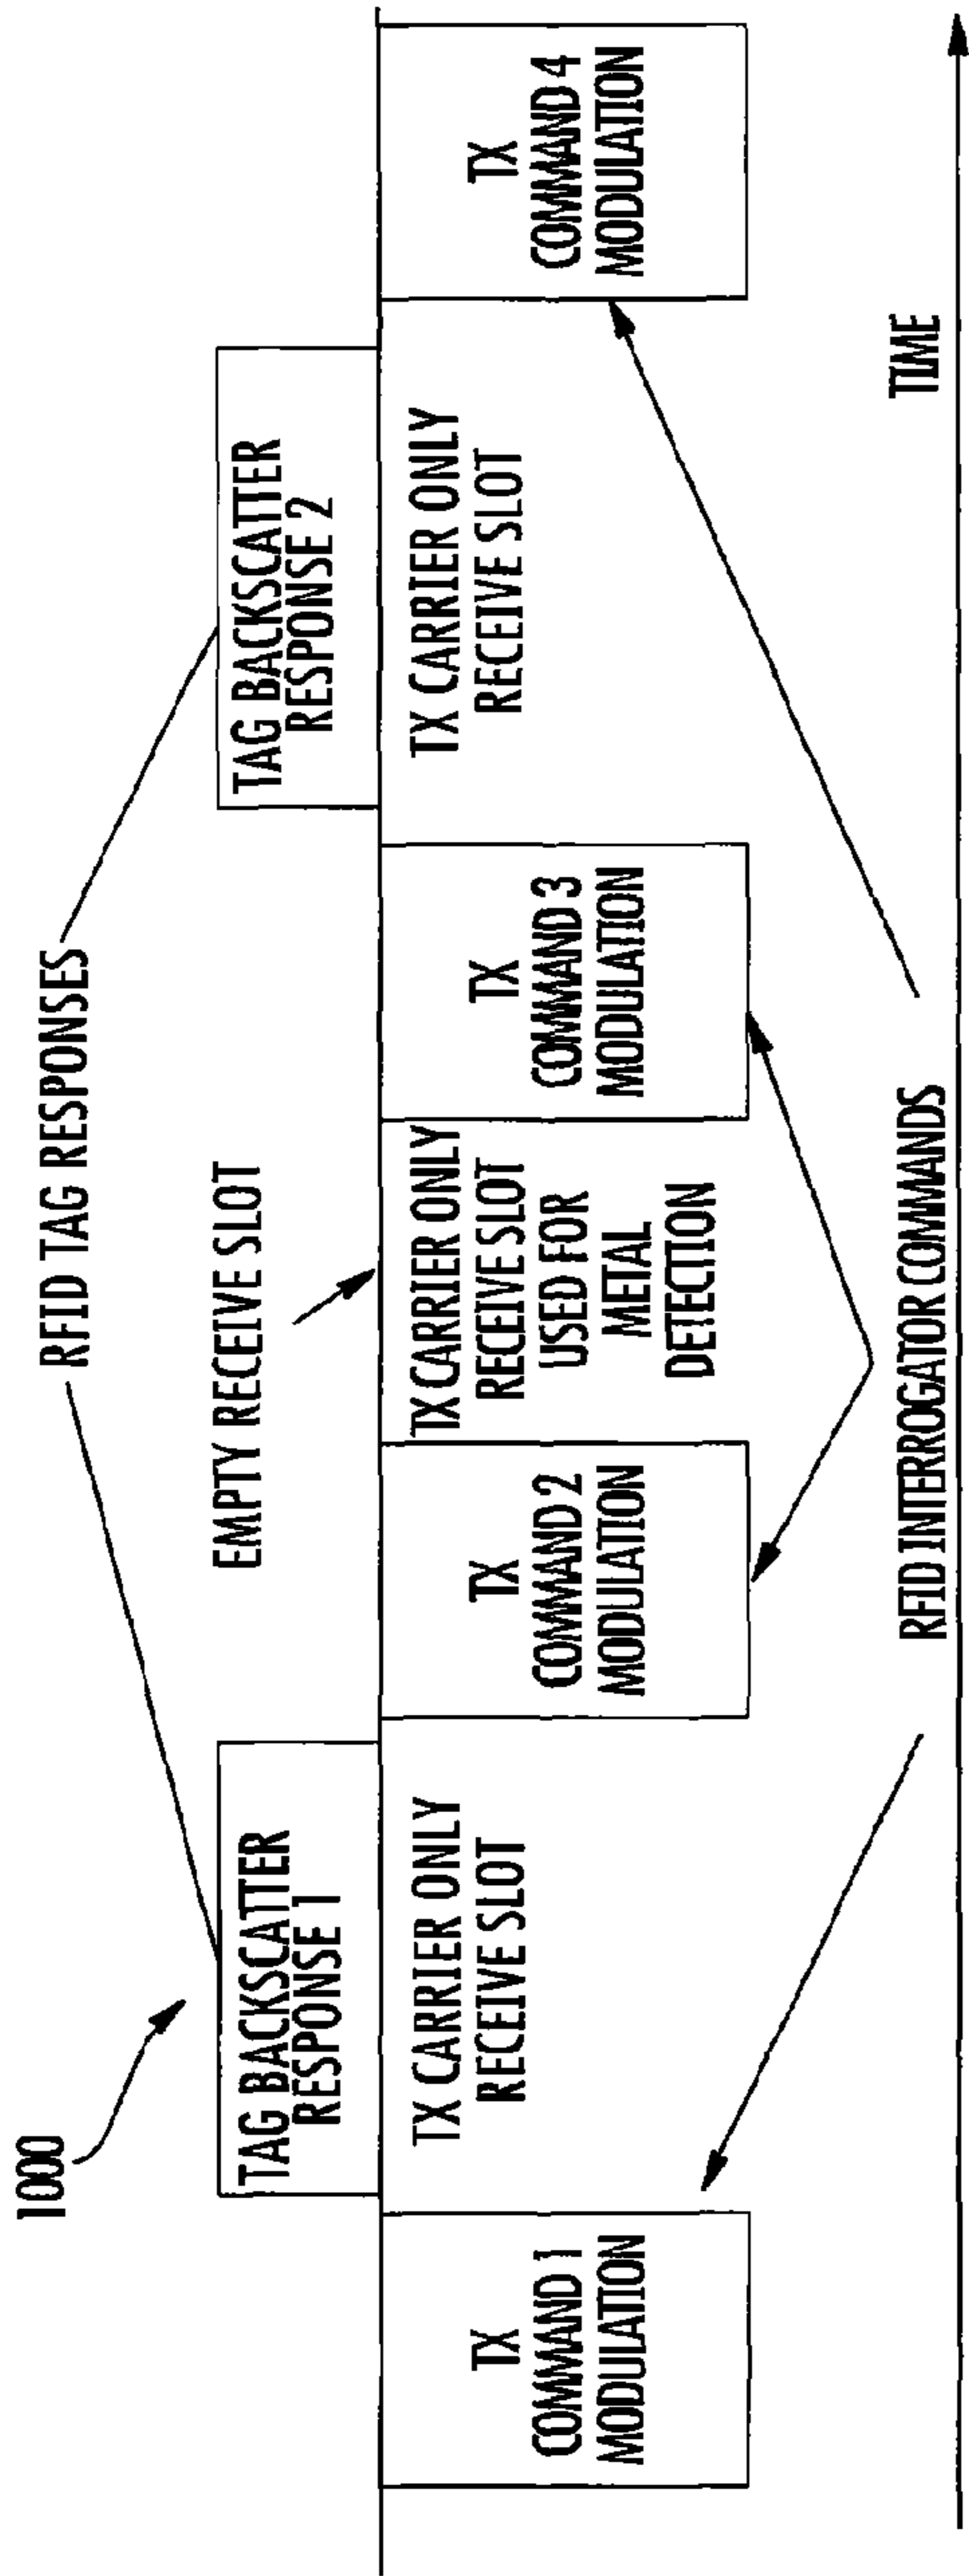 1000
RFID TAG RESPONSES
EMPTY RECEIVE SLOT
TAG BACKSCATTER
RESPONSE 1
TAG BACKSCATTER
RESPONSE 2
TX
COMMAND 1
MODULATION
TX CARRIER ONLY
RECEIVE SLOT
TX
COMMAND 2
MODULATION
TX CARRIER ONLY
RECEIVE SLOT
USED FOR
METAL
DETECTION
TX
COMMAND 3
MODULATION
TX CARRIER ONLY
RECEIVE SLOT
TX
COMMAND 4
MODULATION
RFID INTERROGATOR COMMANDS
TIME